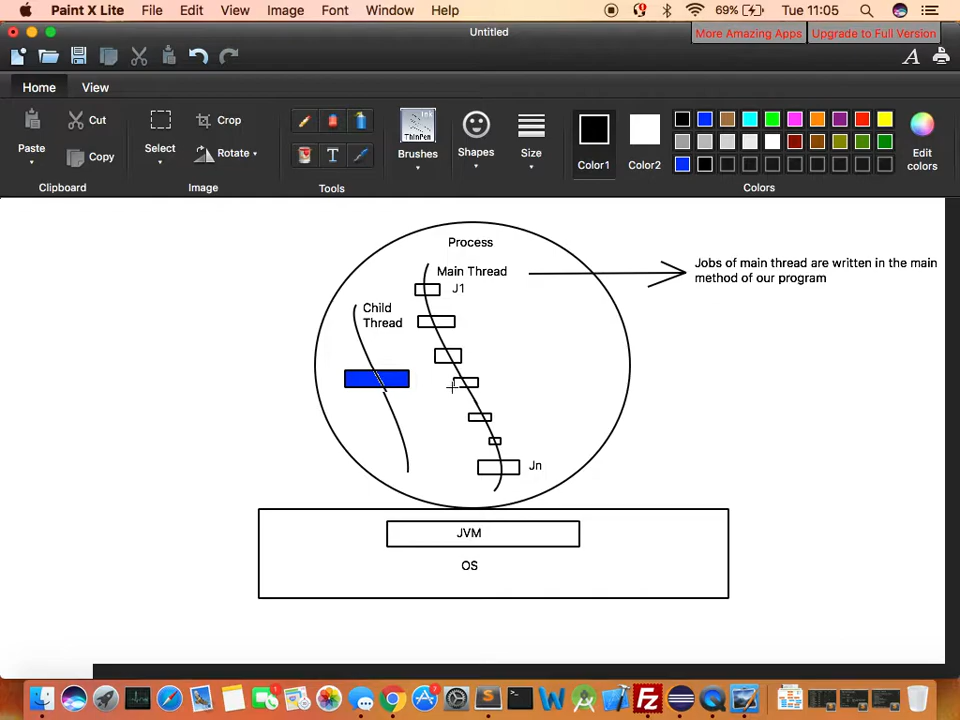 Paint X Lite File Edit View Image Font Window Help 69% Tue 11:05
Untitled
More Amazing Apps Upgrade to Full Version
A
Home View
Paste Cut Copy Select Crop Rotate T Ink ThinPen Brushes Shapes Size Color1 Color2 Edit colors
Clipboard Image Tools Colors
Process
Main Thread
J1
Child
Thread
Jn
Jobs of main thread are written in the main
method of our program
JVM
OS